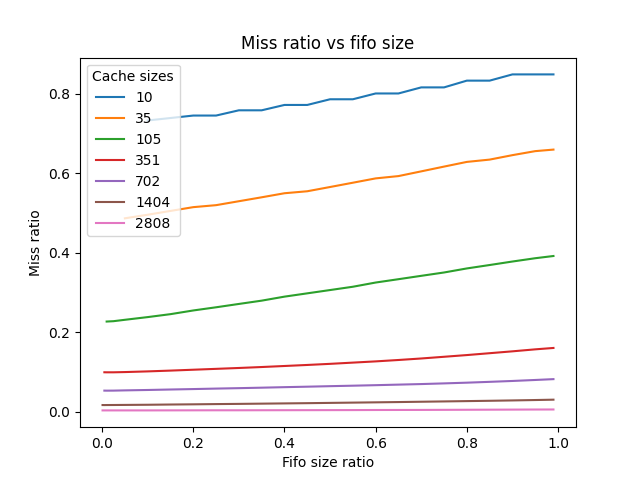 Miss ratio vs fifo size
Cache sizes
10
35
105
351
702
1404
2808
Miss ratio
0.8
0.6
0.4
0.2
0.0
0.0 0.2 0.4 0.6 0.8 1.0
Fifo size ratio